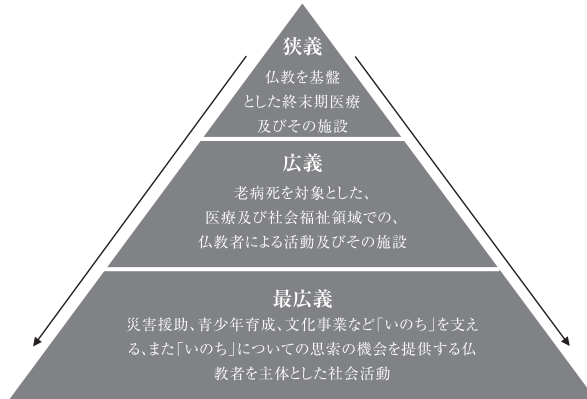 狭義
仏教を基盤
とした終末期医療
及びその施設
広義
老病死を対象とした、
医療及び社会福祉領域での、
仏教者による活動及びその施設
最広義
災害援助、青少年育成、文化事業など「いのち」を支え
る、また「いのち」についての思索の機会を提供する仏
教者を主体とした社会活動